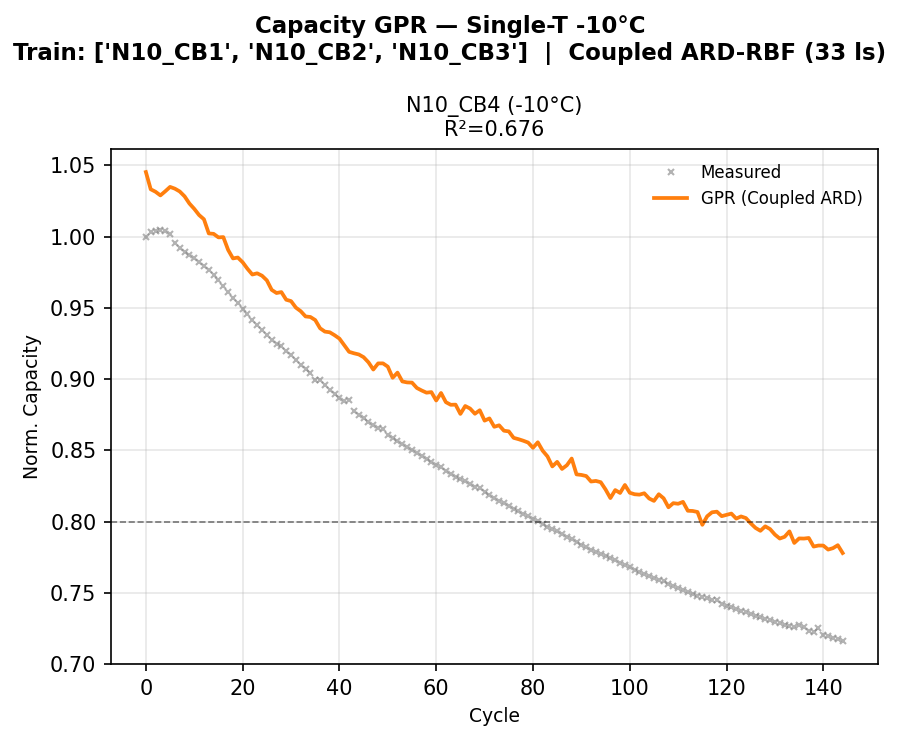 Capacity GPR — Single-T -10°C
Train: ['N10_CB1', 'N10_CB2', 'N10_CB3'] | Coupled ARD-RBF (33 ls)
N10_CB4 (-10°C)
R²=0.676
Measured
GPR (Coupled ARD)
Norm. Capacity
1.05
1.00
0.95
0.90
0.85
0.80
0.75
0.70
0 20 40 60 80 100 120 140
Cycle